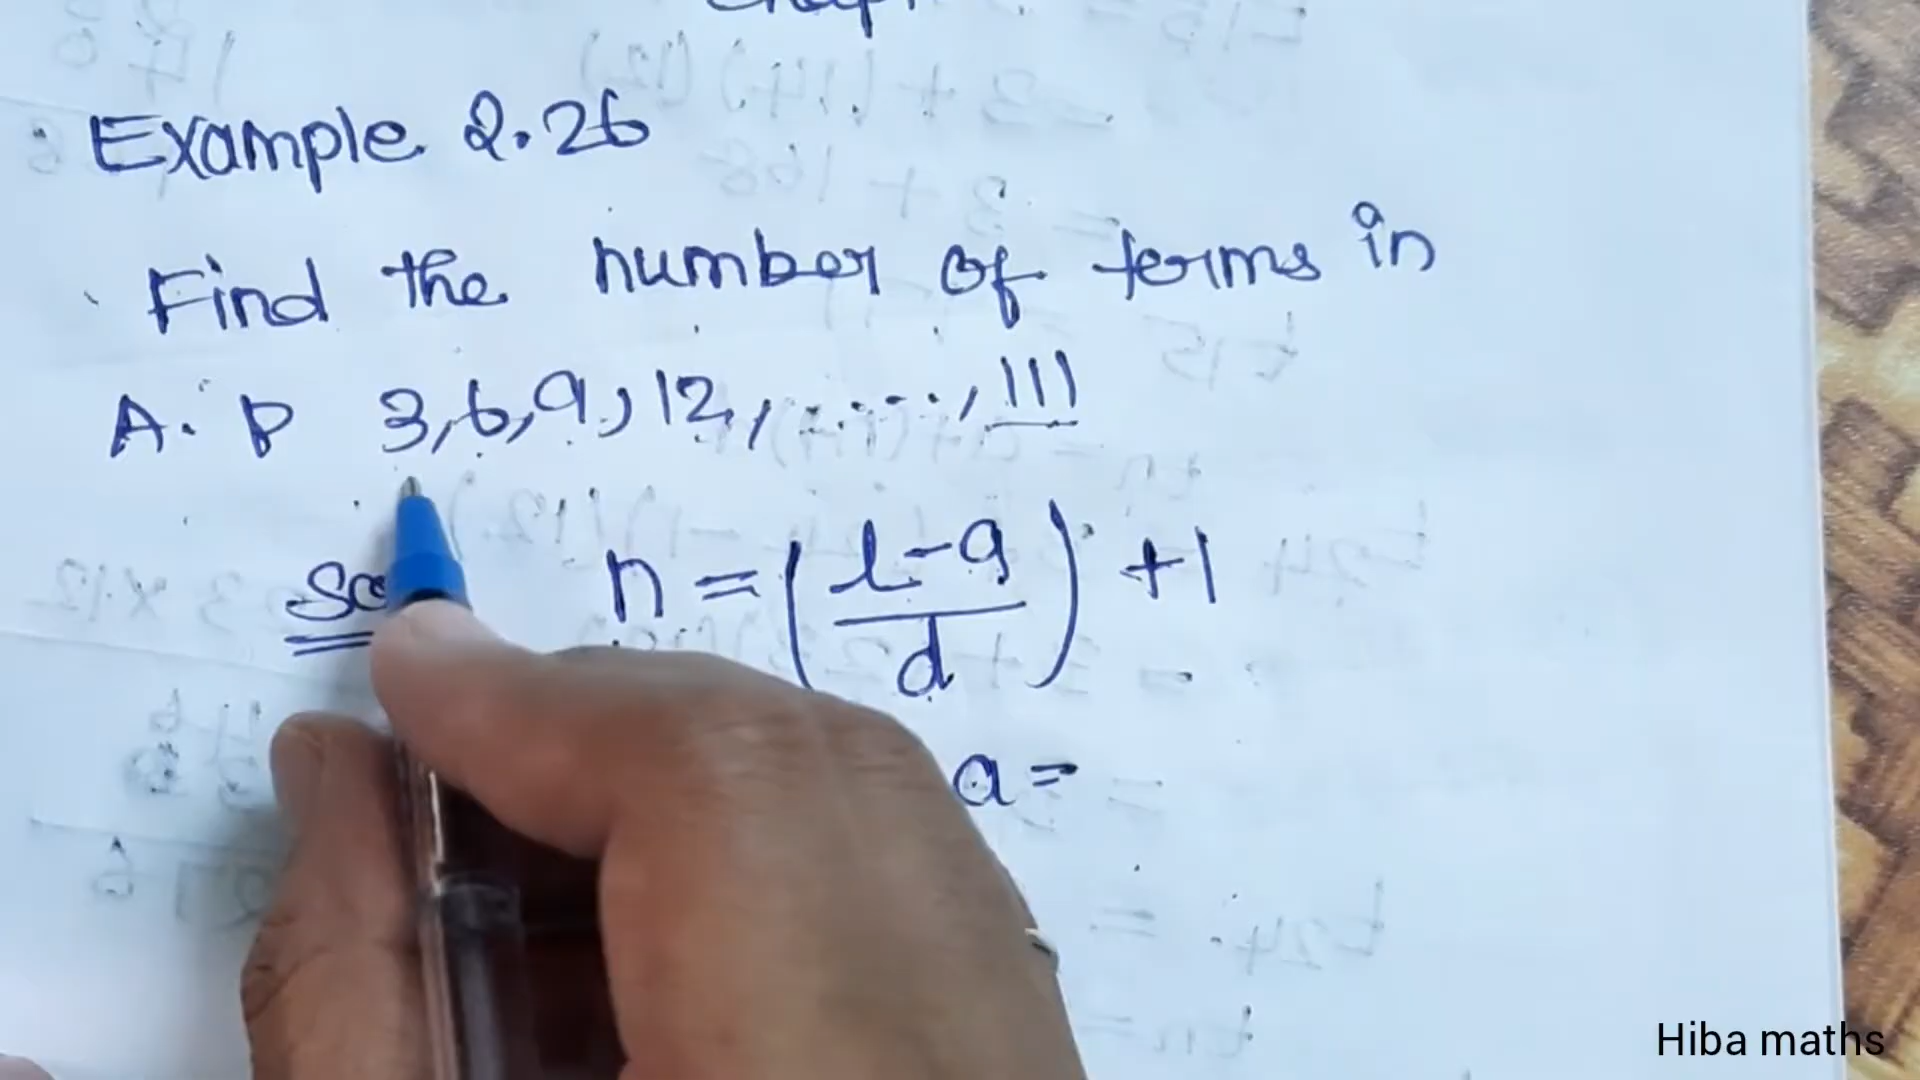 Example 2.26
Find the number of terms in
A.P 3,6,9,12,.....,111
n = (l-a/d) +1
a =
Hiba maths